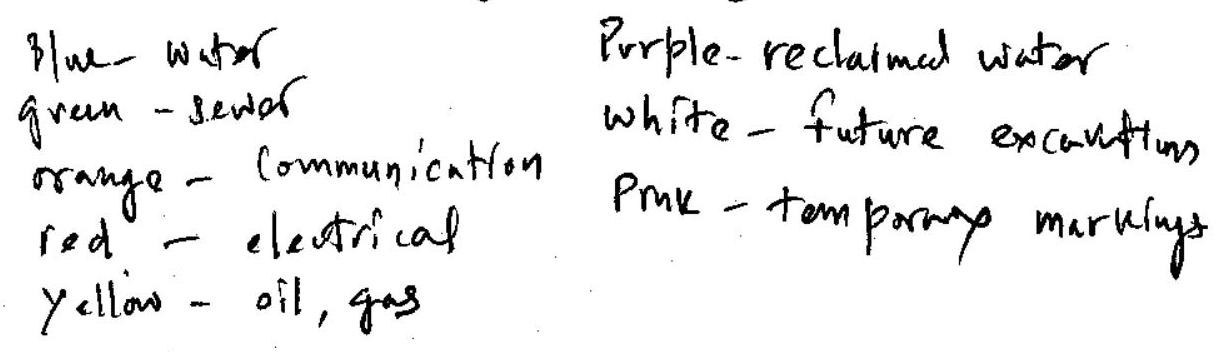 Blue - water
green - sewer
orange - Communication
red - electrical
yellow - oil, gas
Purple - reclaimed water
White - future excavations
Pink - temporary markings